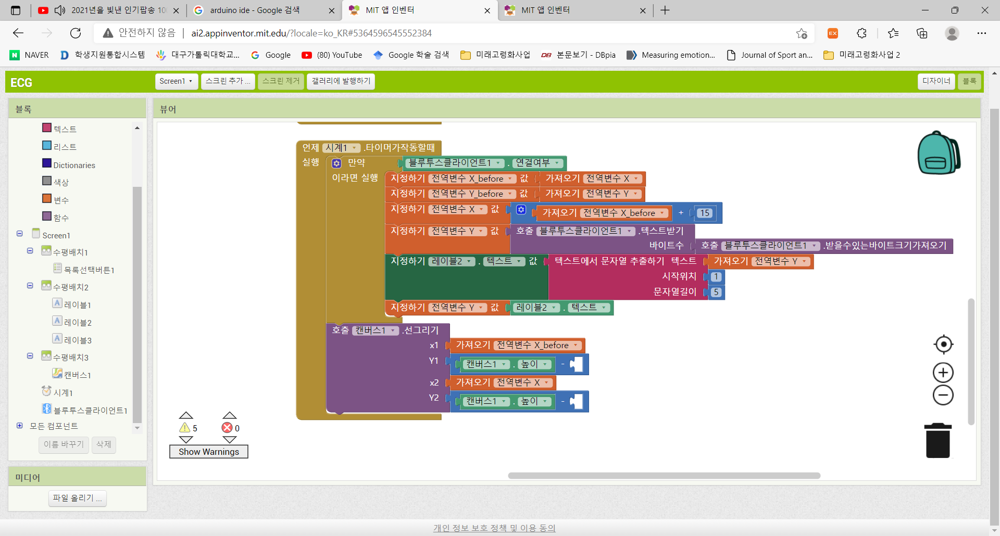 2021년을 빛낸 인기팝송 10
arduino ide - Google 검색
MIT 앱 인벤터
MIT 앱 인벤터
안전하지 않음
ai2.appinventor.mit.edu/?locale=ko_KR#5364596545552384
EX
NAVER
학생지원통합시스템
대구가톨릭대학교...
Google
(80) YouTube
Google 학술 검색
미래고령화사업
DB 본문보기 - DBpia
Measuring emotion...
Journal of Sport an...
미래고령화사업 2
ECG
Screen1
스크린 추가 ...
스크린 제거
갤러리에 발행하기
디자이너
블록
블록
뷰어
텍스트
리스트
Dictionaries
색상
변수
함수
Screen1
수평배치1
목록선택버튼1
수평배치2
레이블1
레이블2
레이블3
수평배치3
캔버스1
시계1
블루투스클라이언트1
모든 컴포넌트
이름 바꾸기
삭제
미디어
파일 올리기 ...
언제 시계1 .타이머가작동할때
실행 만약 블루투스클라이언트1 . 연결여부
이라면 실행 지정하기 전역변수 X_before 값 가져오기 전역변수 X
지정하기 전역변수 Y_before 값 가져오기 전역변수 Y
지정하기 전역변수 X 값 가져오기 전역변수 X_before + 15
지정하기 전역변수 Y 값 호출 블루투스클라이언트1 .텍스트받기
바이트수 호출 블루투스클라이언트1 .받을수있는바이트크기가져오기
지정하기 레이블2 . 텍스트 값 텍스트에서 문자열 추출하기 텍스트 가져오기 전역변수 Y
시작위치 1
문자열길이 5
지정하기 전역변수 Y 값 레이블2 . 텍스트
호출 캔버스1 .선그리기
x1 가져오기 전역변수 X_before
Y1 캔버스1 . 높이 -
x2 가져오기 전역변수 X
Y2 캔버스1 . 높이 -
5 0
Show Warnings
개인 정보 보호 정책 및 이용 동의